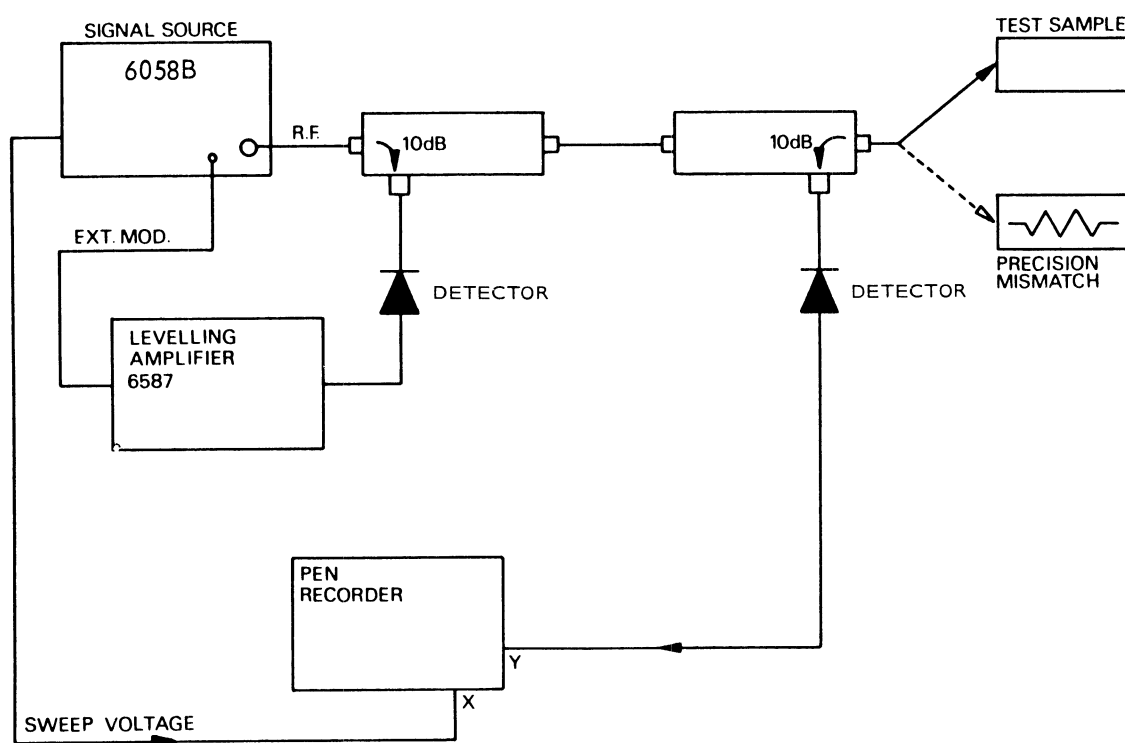 SIGNAL SOURCE
6058B
R.F.
EXT. MOD.
10dB
10dB
TEST SAMPLE
PRECISION
MISMATCH
DETECTOR
DETECTOR
LEVELLING
AMPLIFIER
6587
PEN
RECORDER
Y
X
SWEEP VOLTAGE